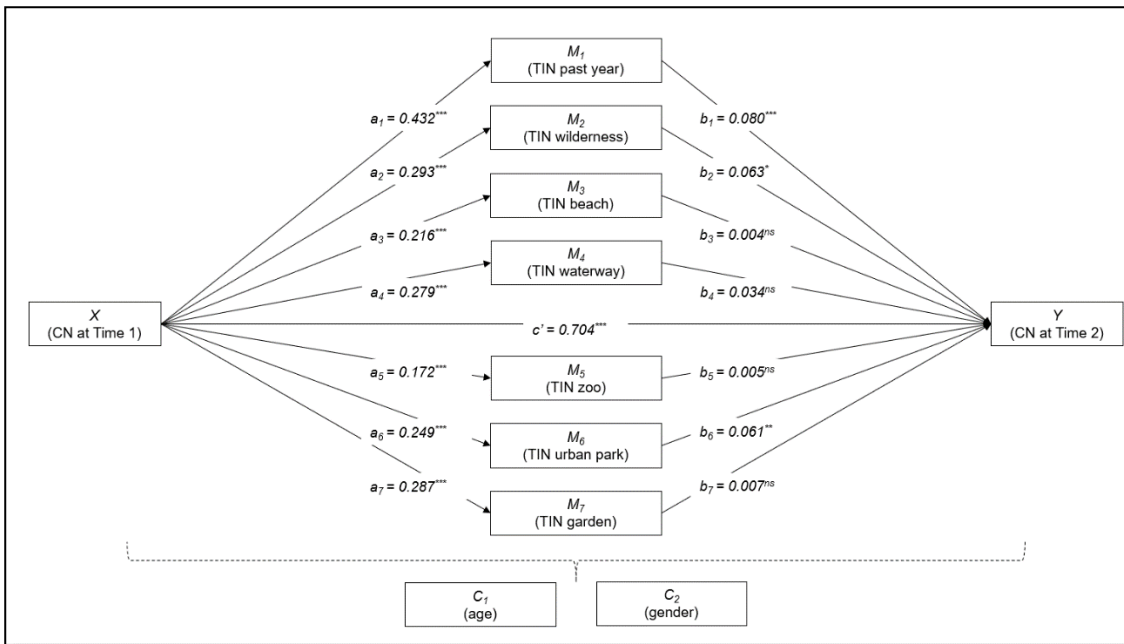 M₁
(TIN past year)
a₁ = 0.432***
b₁ = 0.080***
M₂
(TIN wilderness)
a₂ = 0.293***
b₂ = 0.063*
M₃
(TIN beach)
a₃ = 0.216***
b₃ = 0.004ⁿˢ
M₄
(TIN waterway)
a₄ = 0.279***
b₄ = 0.034ⁿˢ
X
(CN at Time 1)
c' = 0.704***
Y
(CN at Time 2)
M₅
(TIN zoo)
a₅ = 0.172***
b₅ = 0.005ⁿˢ
M₆
(TIN urban park)
a₆ = 0.249***
b₆ = 0.061**
M₇
(TIN garden)
a₇ = 0.287***
b₇ = 0.007ⁿˢ
C₁
(age)
C₂
(gender)